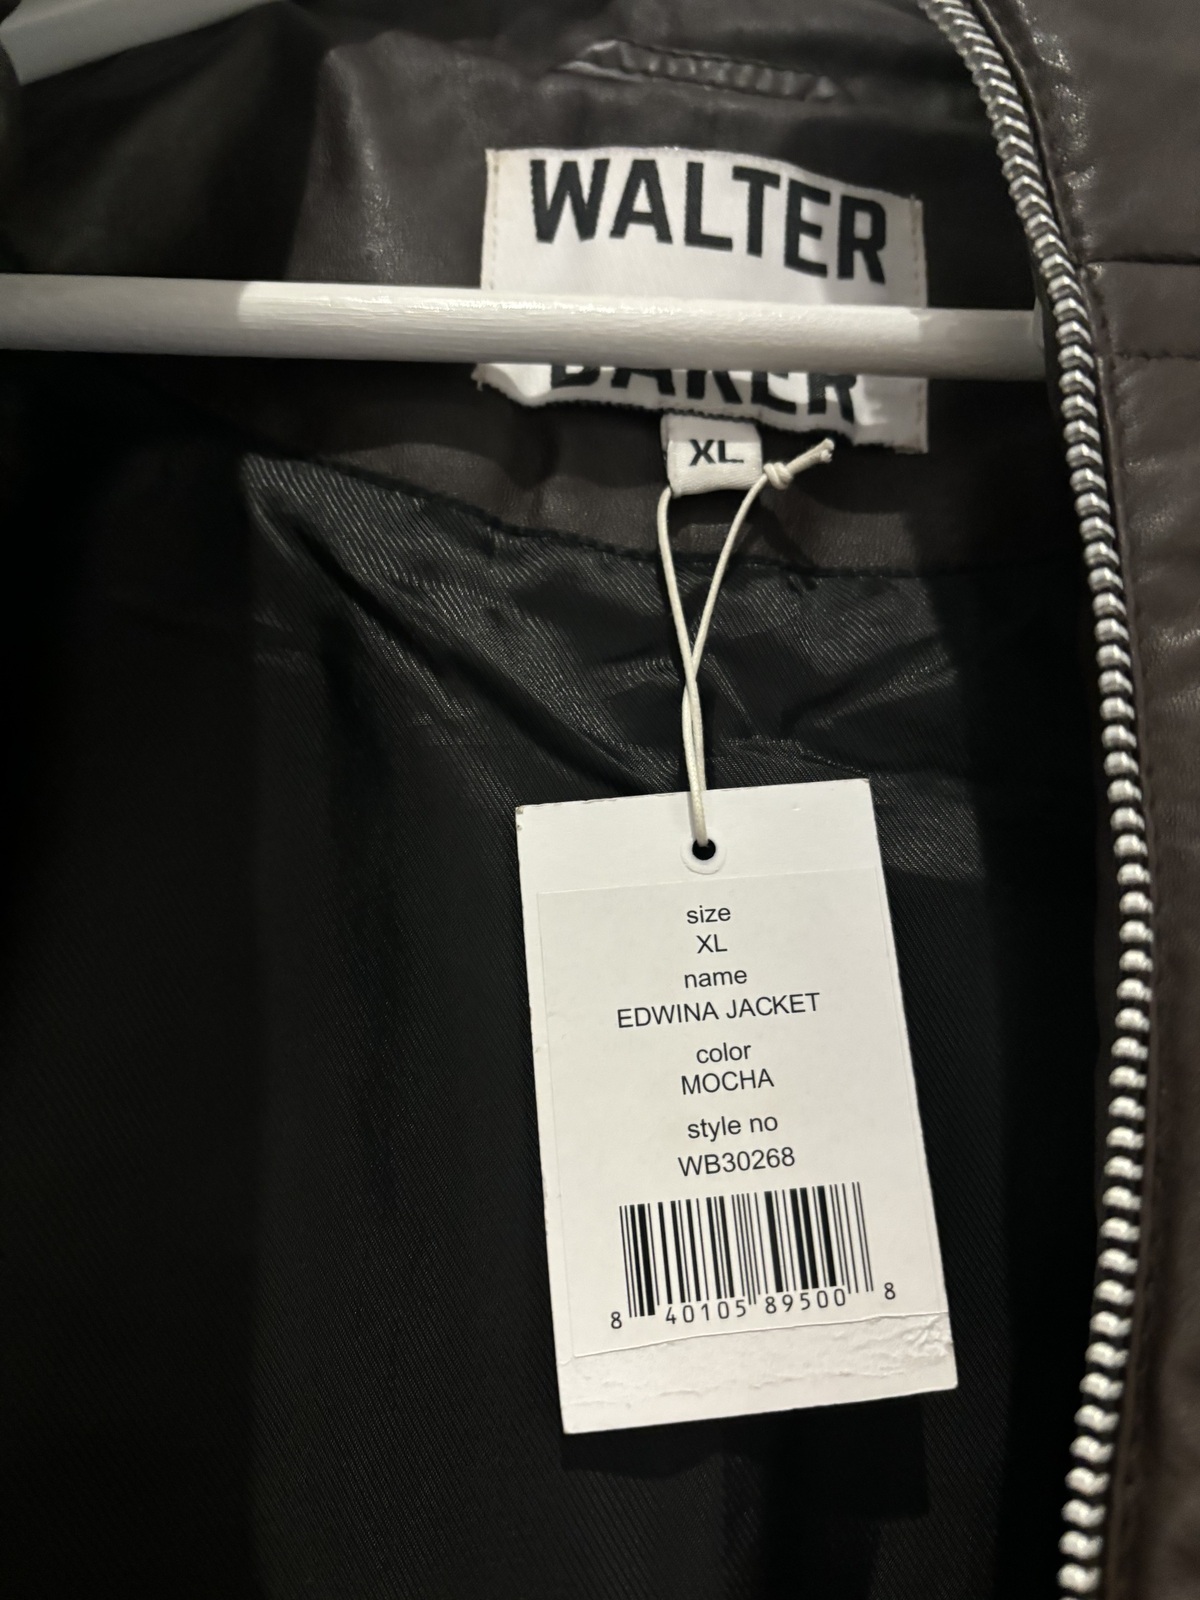 WALTER
BAKER
XL
size
XL
name
EDWINA JACKET
color
MOCHA
style no
WB30268
8 40105 89500 8